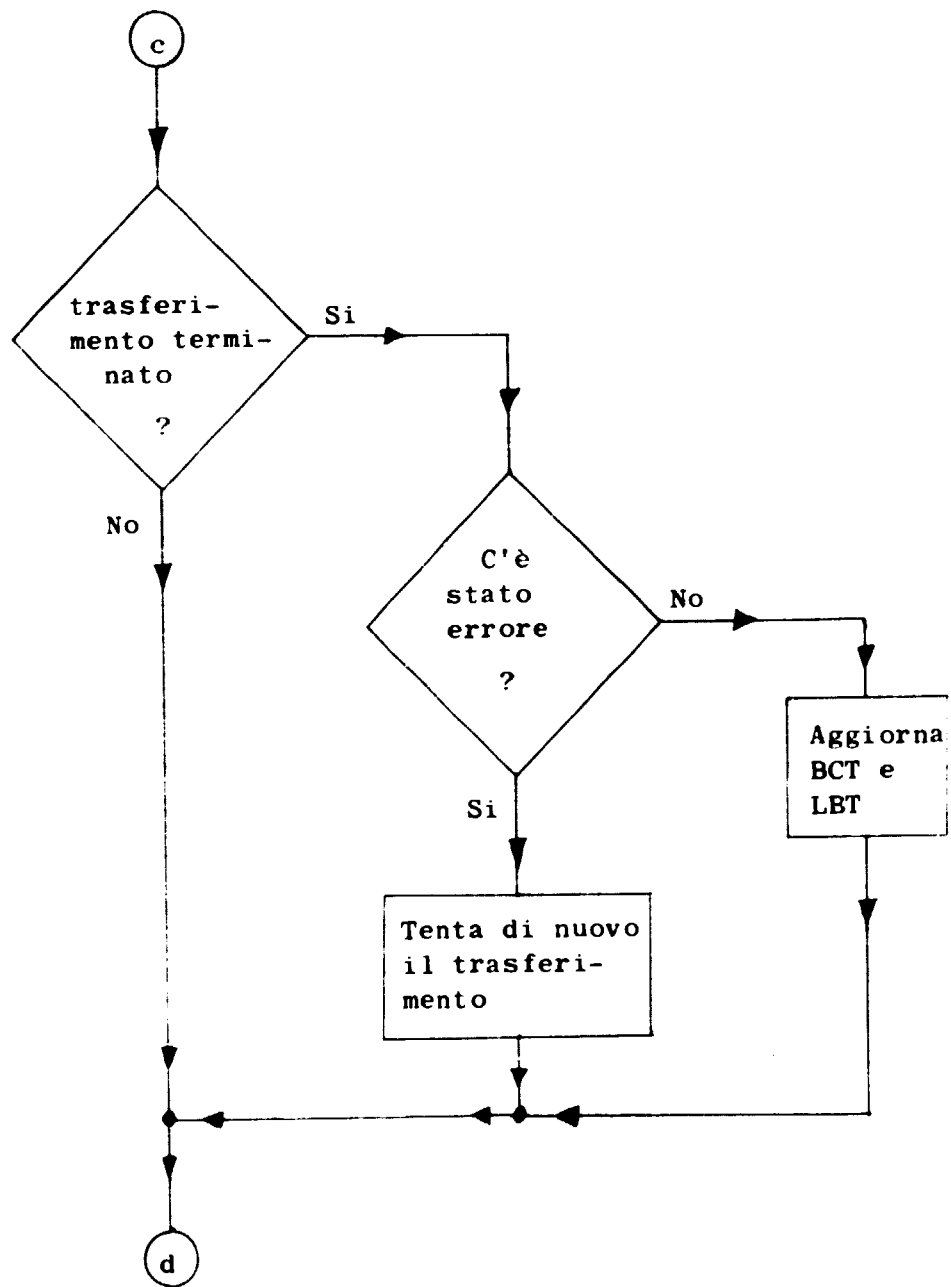 c
trasferi-
mento termi-
nato
?
Si
No
C'è
stato
errore
?
No
Si
Aggiorna
BCT e
LBT
Tenta di nuovo
il trasferi-
mento
d